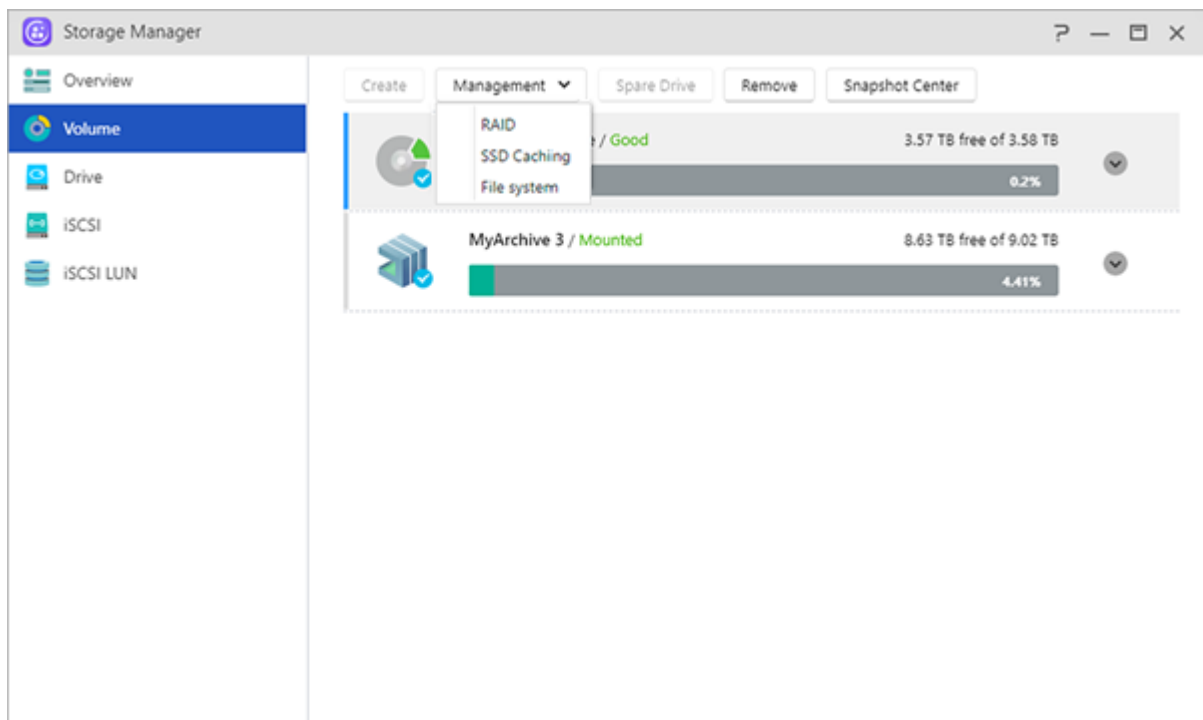 Storage Manager
Overview
Volume
Drive
iSCSI
iSCSI LUN
Create Management Spare Drive Remove Snapshot Center
RAID
SSD Caching
File system
/ Good 3.57 TB free of 3.58 TB
0.2%
MyArchive 3 / Mounted 8.63 TB free of 9.02 TB
4.41%